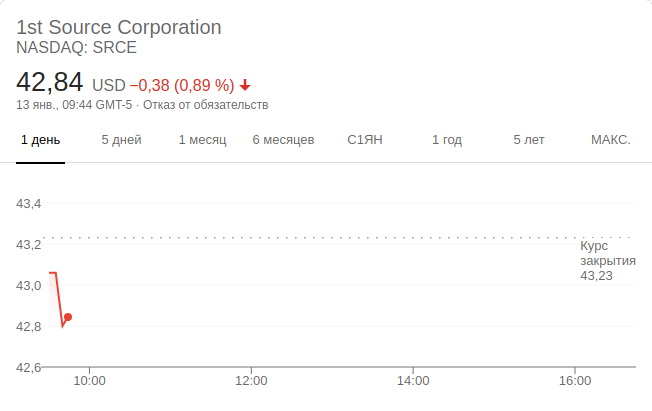 1st Source Corporation
NASDAQ: SRCE
42,84 USD −0,38 (0,89 %)
13 янв., 09:44 GMT-5 · Отказ от обязательств
1 день 5 дней 1 месяц 6 месяцев С1ЯН 1 год 5 лет МАКС.
43,4
43,2
Курс
закрытия
43,23
43,0
42,8
42,6
10:00 12:00 14:00 16:00